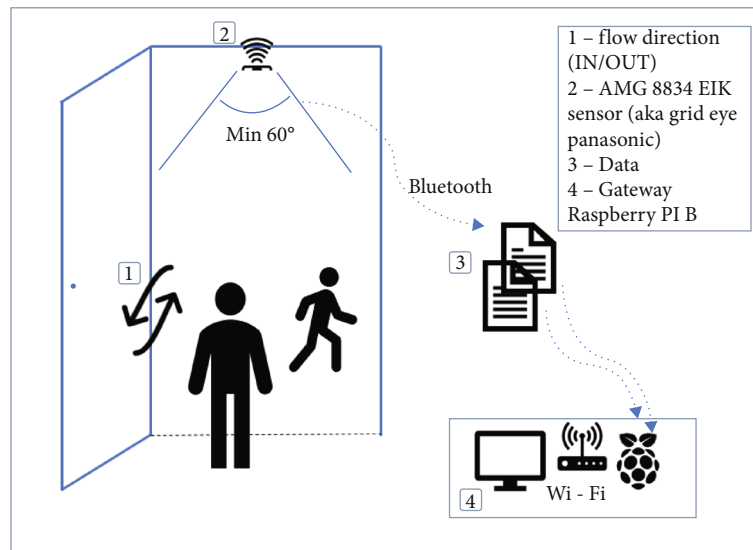 2
Min 60°
Bluetooth
1
3
4
Wi - Fi
1 – flow direction
(IN/OUT)
2 – AMG 8834 EIK
sensor (aka grid eye
panasonic)
3 – Data
4 – Gateway
Raspberry PI B